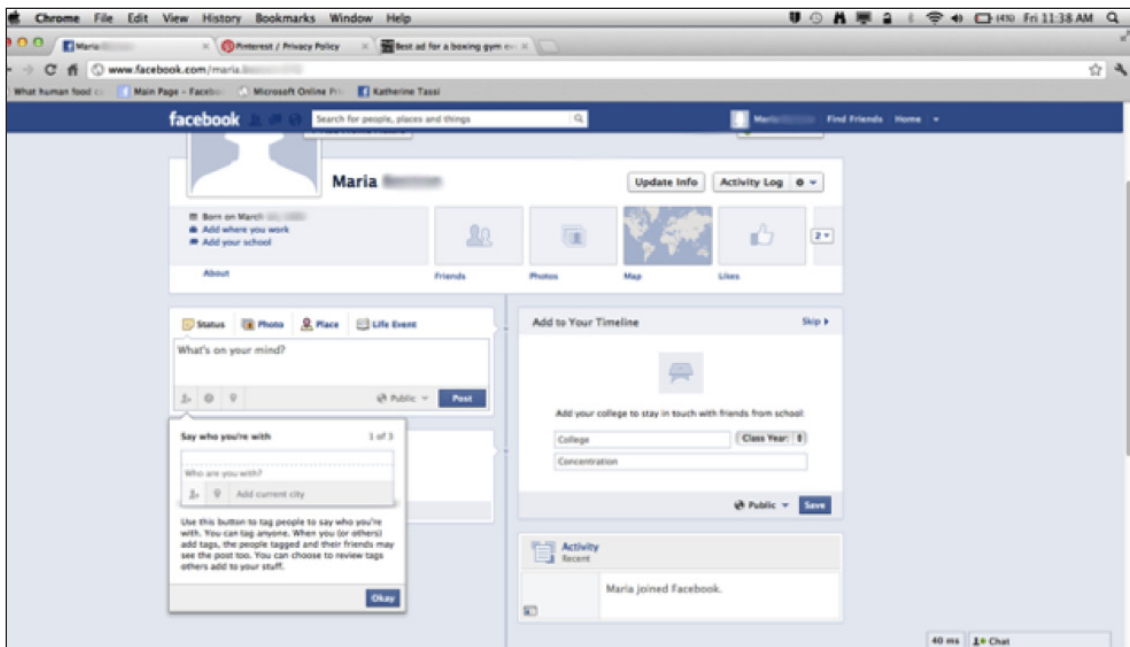 Chrome File Edit View History Bookmarks Window Help
Fri 11:38 AM
Maria
Pinterest / Privacy Policy
Best ad for a boxing gym ev
www.facebook.com/maria.
What human food
Main Page - Facebo
Microsoft Online Pri
Katherine Tassi
facebook
Search for people, places and things
Maria
Find Friends
Home
Maria
Update Info
Activity Log
Born on March
Add where you work
Add your school
About
Friends
Photos
Map
Likes
2
Status
Photo
Place
Life Event
What's on your mind?
Public
Post
Say who you're with
1 of 3
Who are you with?
Add current city
Use this button to tag people to say who you're
with. You can tag anyone. When you (or others)
add tags, the people tagged and their friends may
see the post too. You can choose to review tags
others add to your stuff.
Okay
Add to Your Timeline
Skip
Add your college to stay in touch with friends from school:
College
Class Year:
Concentration
Public
Save
Activity
Recent
Maria joined Facebook.
40 ms
Chat